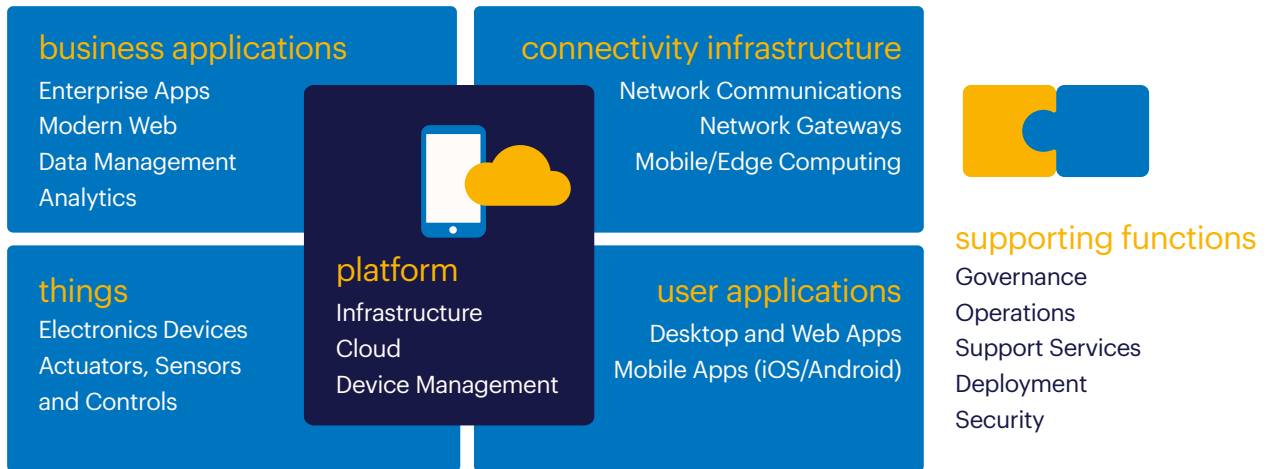 business applications
Enterprise Apps
Modern Web
Data Management
Analytics
connectivity infrastructure
Network Communications
Network Gateways
Mobile/Edge Computing
things
Electronics Devices
Actuators, Sensors
and Controls
platform
Infrastructure
Cloud
Device Management
user applications
Desktop and Web Apps
Mobile Apps (iOS/Android)
supporting functions
Governance
Operations
Support Services
Deployment
Security